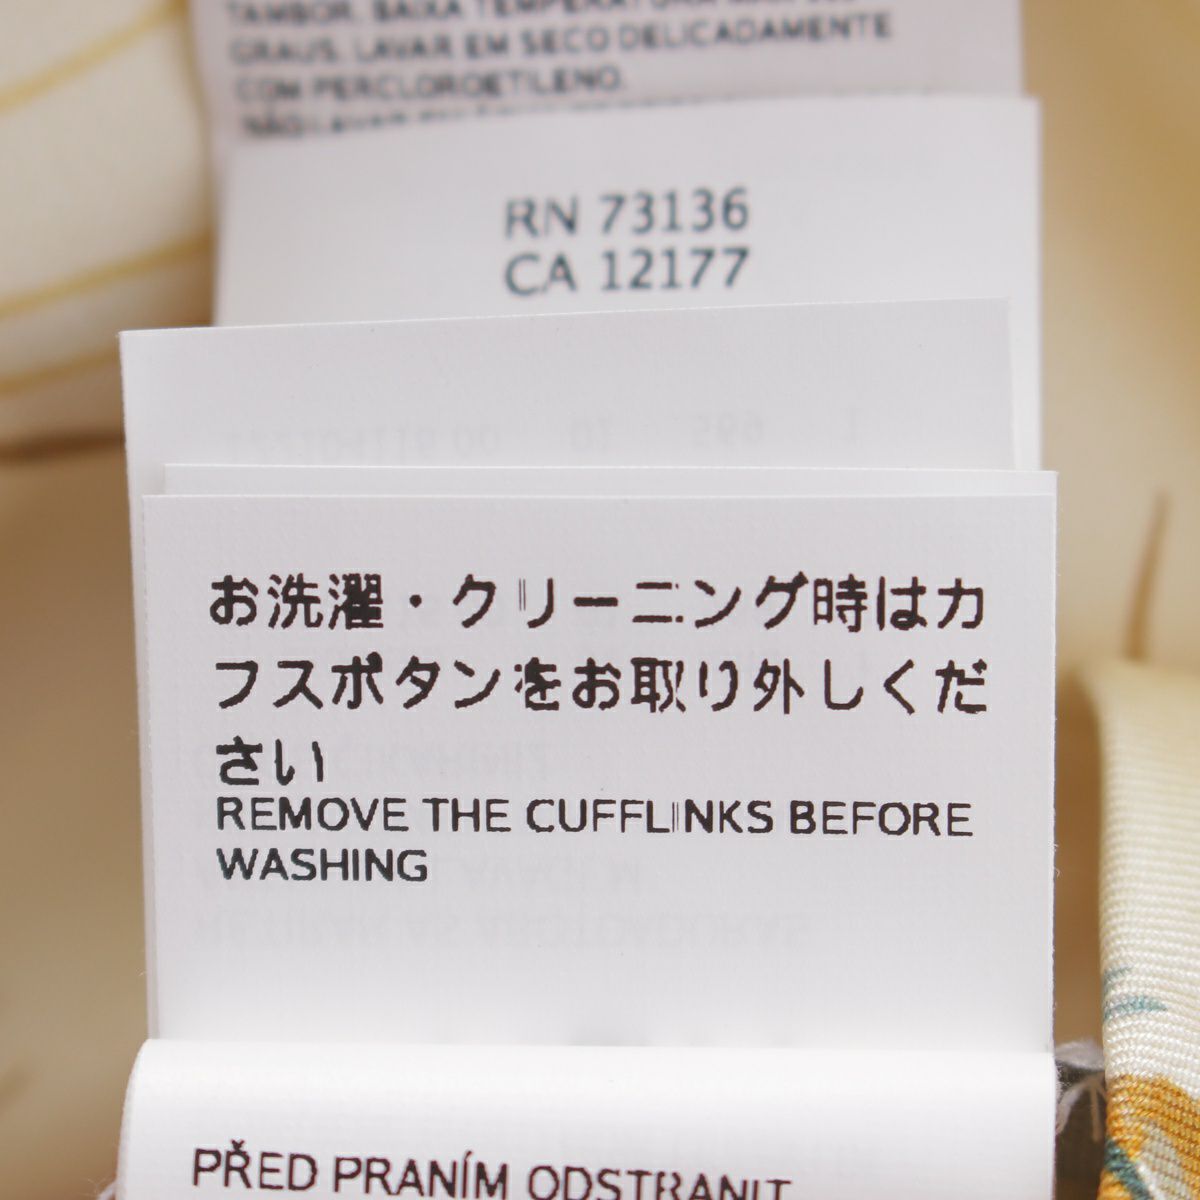 TAMBOR. BAIXA TEMPERATURA
GRAUS. LAVAR EM SECO DELICADAMENTE
COM PERCLOROETILENO.
NÃO LAVAR
RN 73136
CA 12177
お洗濯・クリーニング時はカ
フスボタンをお取り外しくだ
さい
REMOVE THE CUFFLINKS BEFORE
WASHING
PŘED PRANÍM ODSTRANIT